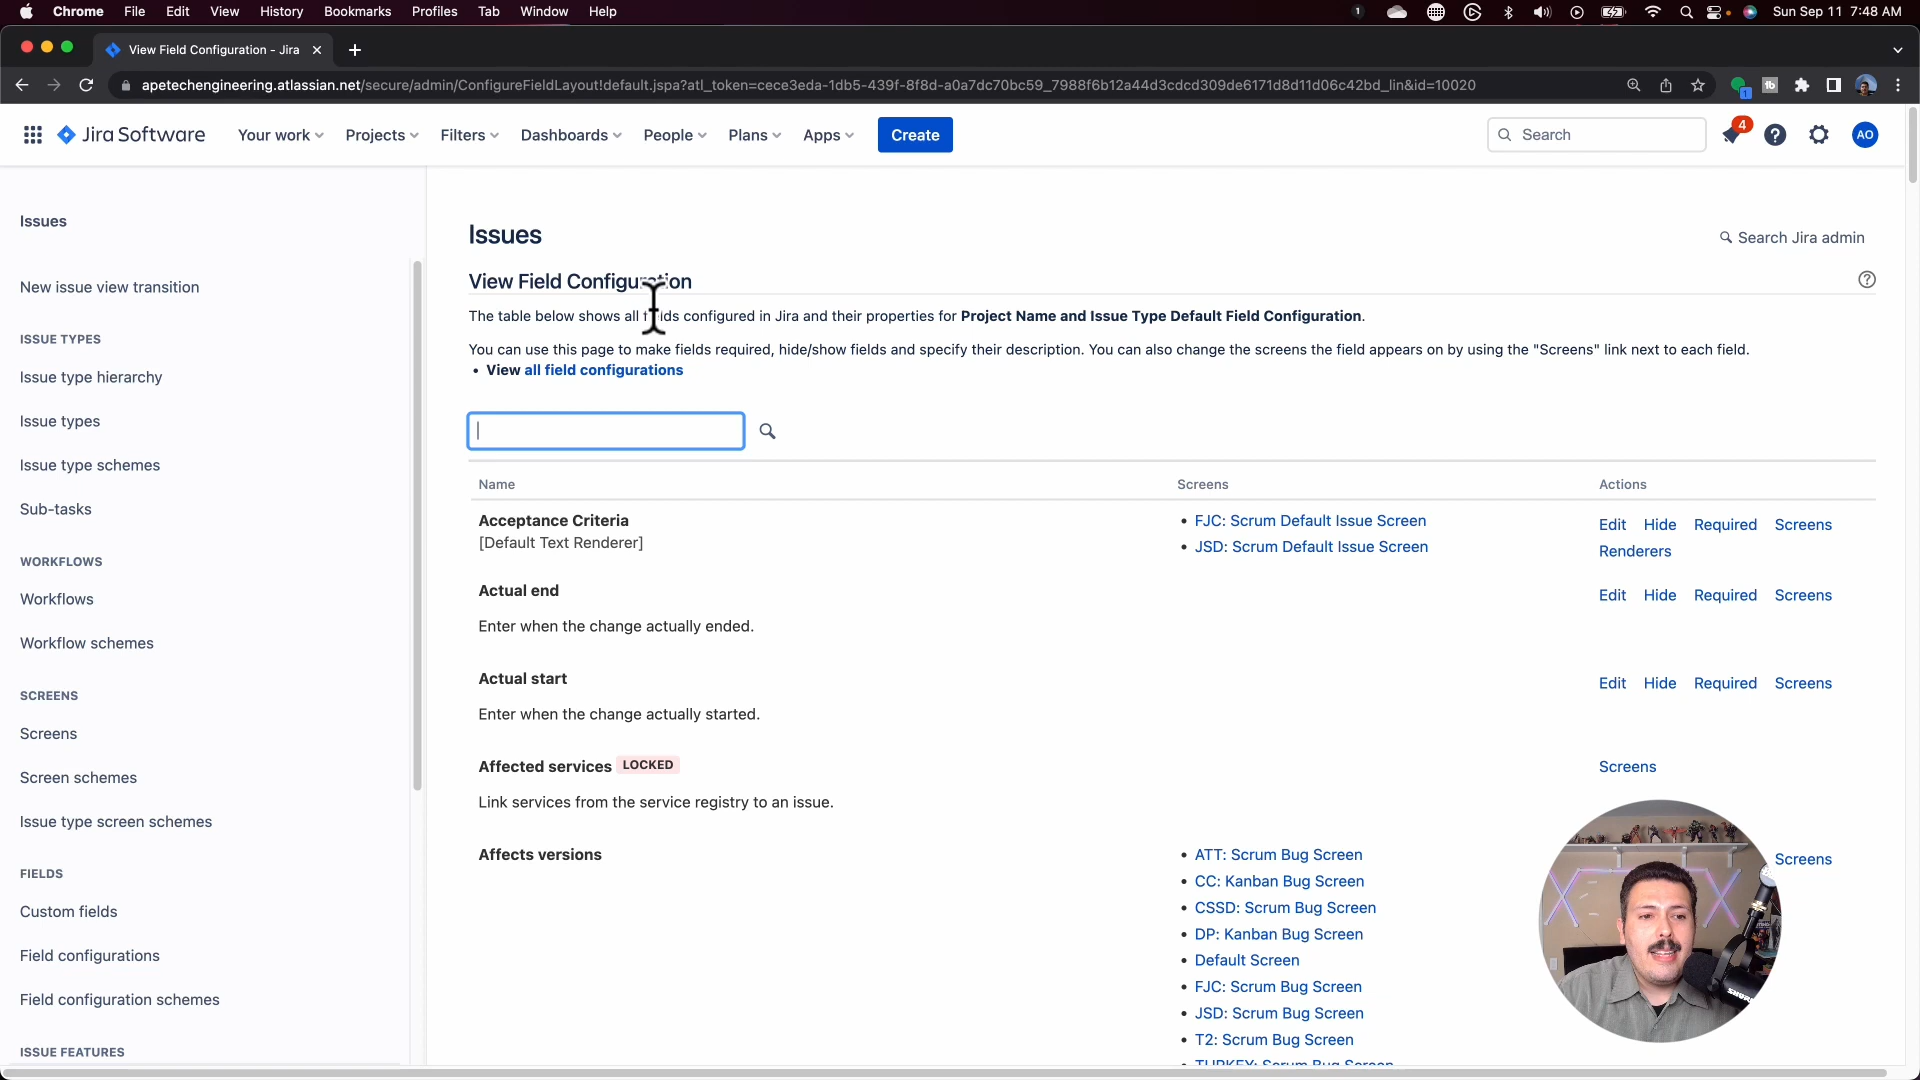 Chrome File Edit View History Bookmarks Profiles Tab Window Help
1
Sun Sep 11 7:48 AM
View Field Configuration - Jira
apetechengineering.atlassian.net/secure/admin/ConfigureFieldLayout!default.jspa?atl_token=cece3eda-1db5-439f-8f8d-a0a7dc70bc59_7988f6b12a44d3cdcd309de6171d8d11d06c42bd_lin&id=10020
1
Jira Software Your work Projects Filters Dashboards People Plans Apps Create Search 4 AO
Issues
New issue view transition
ISSUE TYPES
Issue type hierarchy
Issue types
Issue type schemes
Sub-tasks
WORKFLOWS
Workflows
Workflow schemes
SCREENS
Screens
Screen schemes
Issue type screen schemes
FIELDS
Custom fields
Field configurations
Field configuration schemes
ISSUE FEATURES
Issues
Search Jira admin
View Field Configuration
The table below shows all fields configured in Jira and their properties for Project Name and Issue Type Default Field Configuration.
You can use this page to make fields required, hide/show fields and specify their description. You can also change the screens the field appears on by using the "Screens" link next to each field.
• View all field configurations
Name Screens Actions
Acceptance Criteria
[Default Text Renderer]
• FJC: Scrum Default Issue Screen
• JSD: Scrum Default Issue Screen
Edit Hide Required Screens
Renderers
Actual end
Enter when the change actually ended.
Edit Hide Required Screens
Actual start
Enter when the change actually started.
Edit Hide Required Screens
Affected services LOCKED
Link services from the service registry to an issue.
Screens
Affects versions
• ATT: Scrum Bug Screen
• CC: Kanban Bug Screen
• CSSD: Scrum Bug Screen
• DP: Kanban Bug Screen
• Default Screen
• FJC: Scrum Bug Screen
• JSD: Scrum Bug Screen
• T2: Scrum Bug Screen
• TURKEY: Scrum Bug Screen
Screens